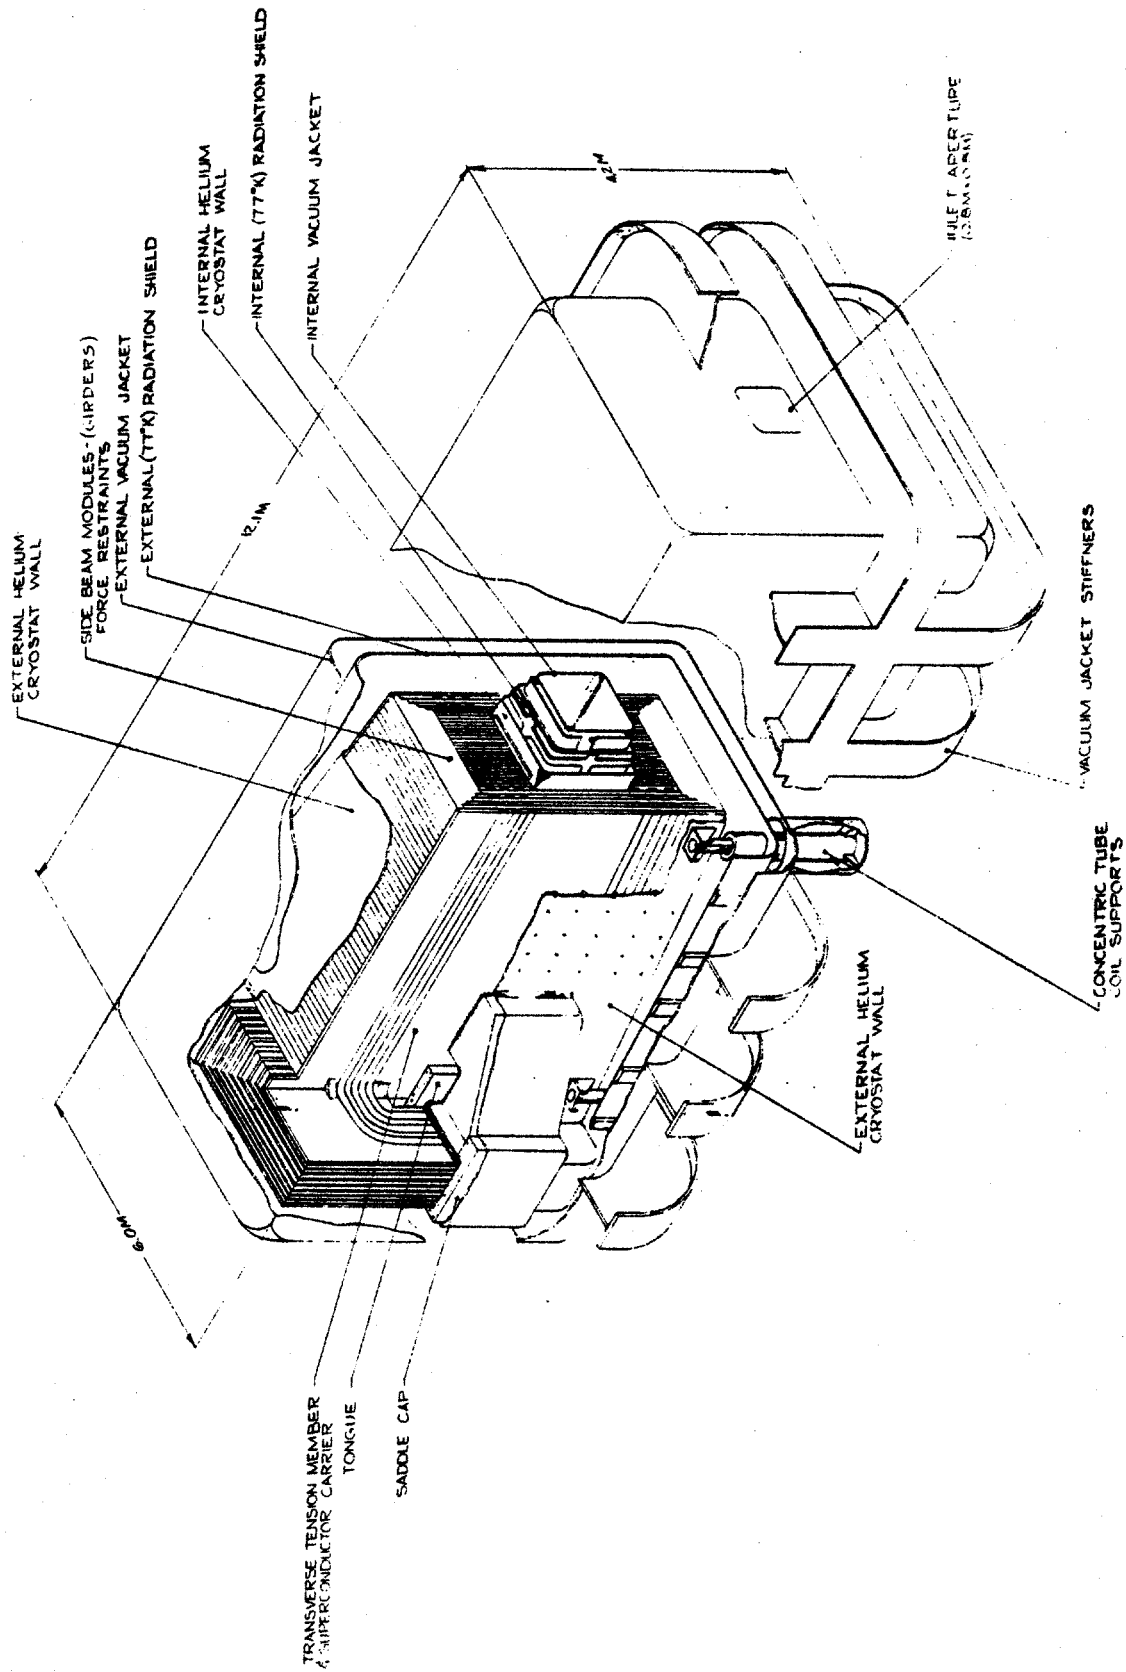 EXTERNAL HELIUM
CRYOSTAT WALL
SIDE BEAM MODULES-(GIRDERS)
FORCE RESTRAINTS
EXTERNAL VACUUM JACKET
EXTERNAL (77°K) RADIATION SHIELD
INTERNAL HELIUM
CRYOSTAT WALL
INTERNAL (77°K) RADIATION SHIELD
INTERNAL VACUUM JACKET
12.1M
6.0M
4.2M
INLET APERTURE
TRANSVERSE TENSION MEMBER
& SUPERCONDUCTOR CARRIER
TONGUE
SADDLE CAP
EXTERNAL HELIUM
CRYOSTAT WALL
CONCENTRIC TUBE
COIL SUPPORTS
VACUUM JACKET STIFFNERS